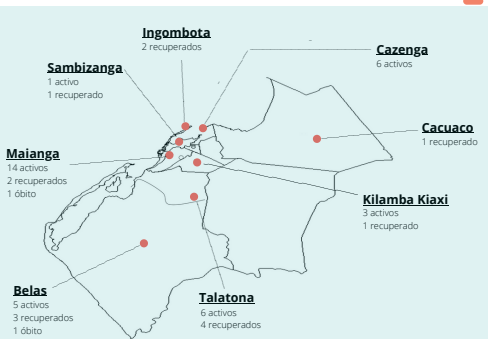 Ingombota
2 recuperados
Cazenga
6 activos
Sambizanga
1 activo
1 recuperado
Cacuaco
1 recuperado
Maianga
14 activos
2 recuperados
1 óbito
Kilamba Kiaxi
3 activos
1 recuperado
Belas
5 activos
3 recuperados
1 óbito
Talatona
6 activos
4 recuperados